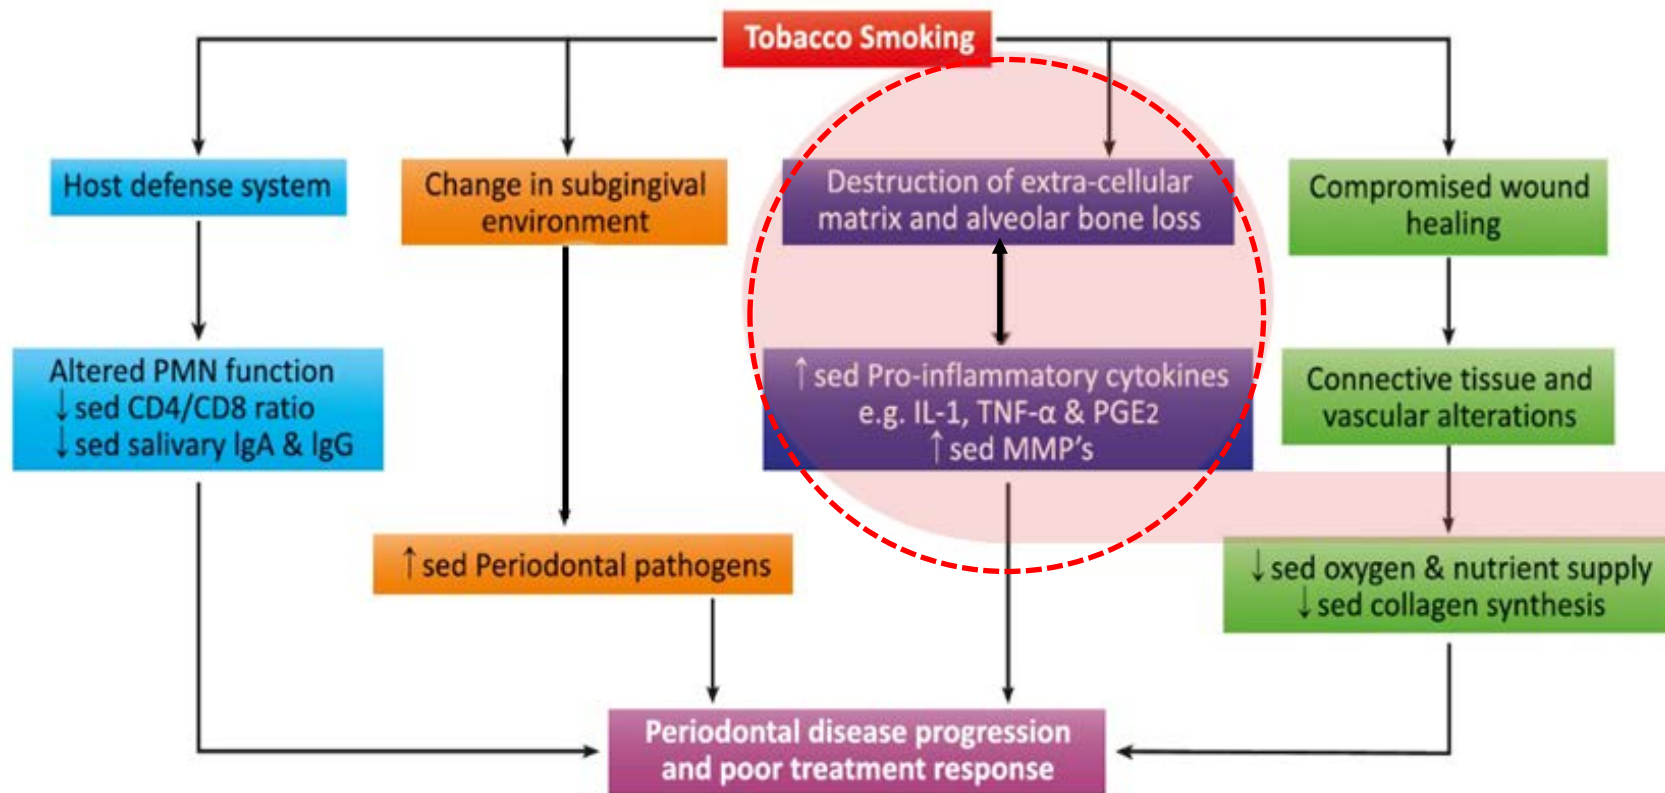 Tobacco Smoking
Host defense system
Change in subgingival
environment
Destruction of extra-cellular
matrix and alveolar bone loss
Compromised wound
healing
Altered PMN function
↓sed CD4/CD8 ratio
↓sed salivary IgA & IgG
↑sed Periodontal pathogens
↑sed Pro-inflammatory cytokines
e.g. IL-1, TNF-α & PGE2
↑sed MMP's
Connective tissue and
vascular alterations
↓sed oxygen & nutrient supply
↓sed collagen synthesis
Periodontal disease progression
and poor treatment response